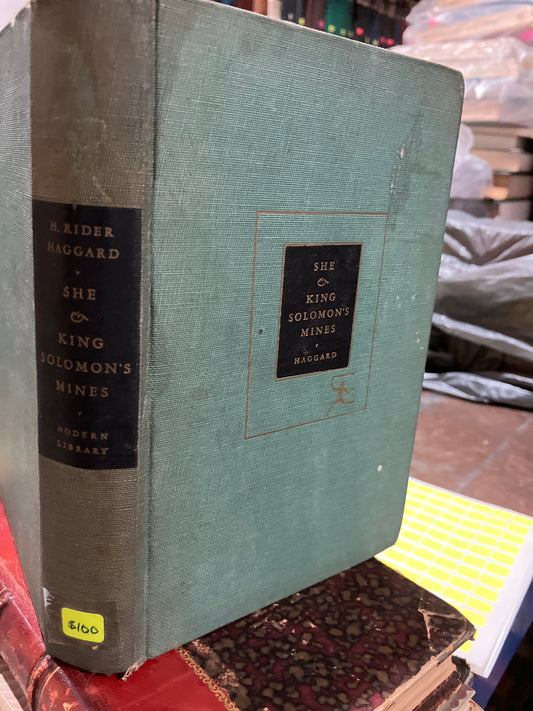 H. RIDER
HAGGARD
SHE
&
KING
SOLOMON'S
MINES
MODERN
LIBRARY
$100
SHE
&
KING
SOLOMON'S
MINES
HAGGARD